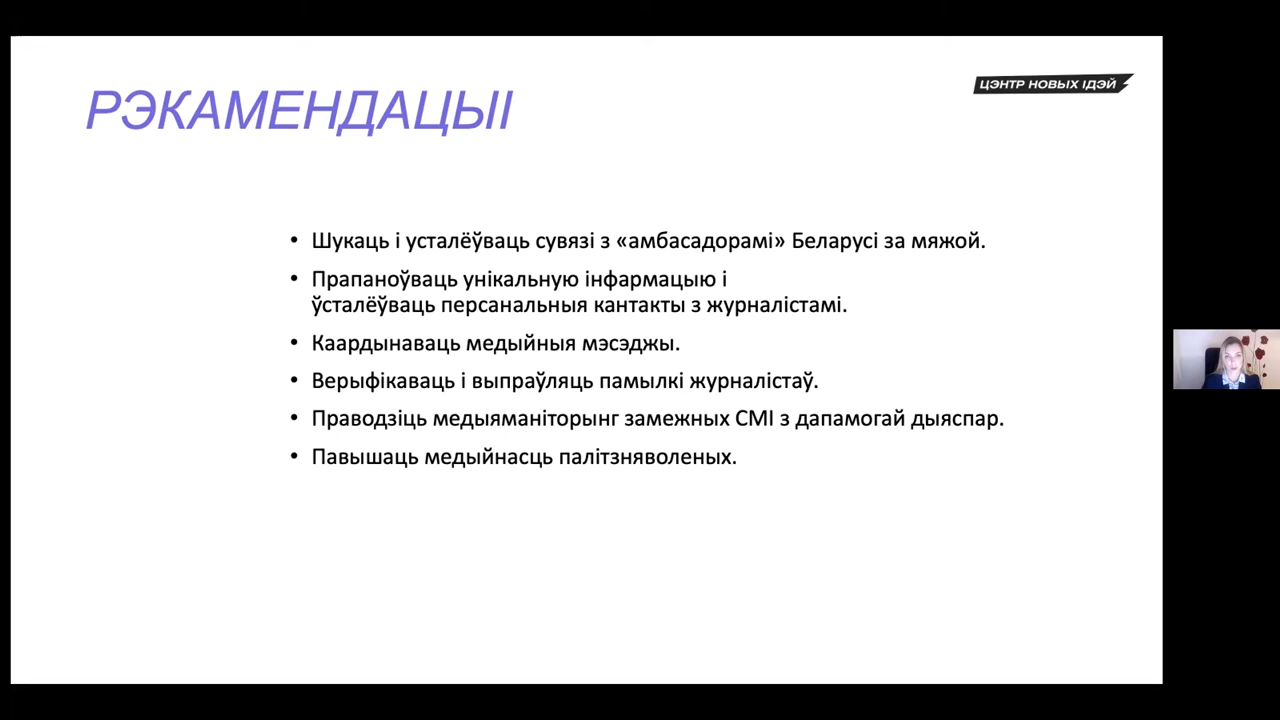 РЭКАМЕНДАЦЫІ
ЦЭНТР НОВЫХ ІДЭЙ
• Шукаць і усталёўваць сувязі з «амбасадорамі» Беларусі за мяжой.
• Прапаноўваць унікальную інфармацыю і
ўсталёўваць персанальныя кантакты з журналістамі.
• Каардынаваць медыйныя мэсэджы.
• Верыфікаваць і выпраўляць памылкі журналістаў.
• Праводзіць медыяманіторынг замежных СМІ з дапамогай дыяспар.
• Павышаць медыйнасць палітзняволеных.